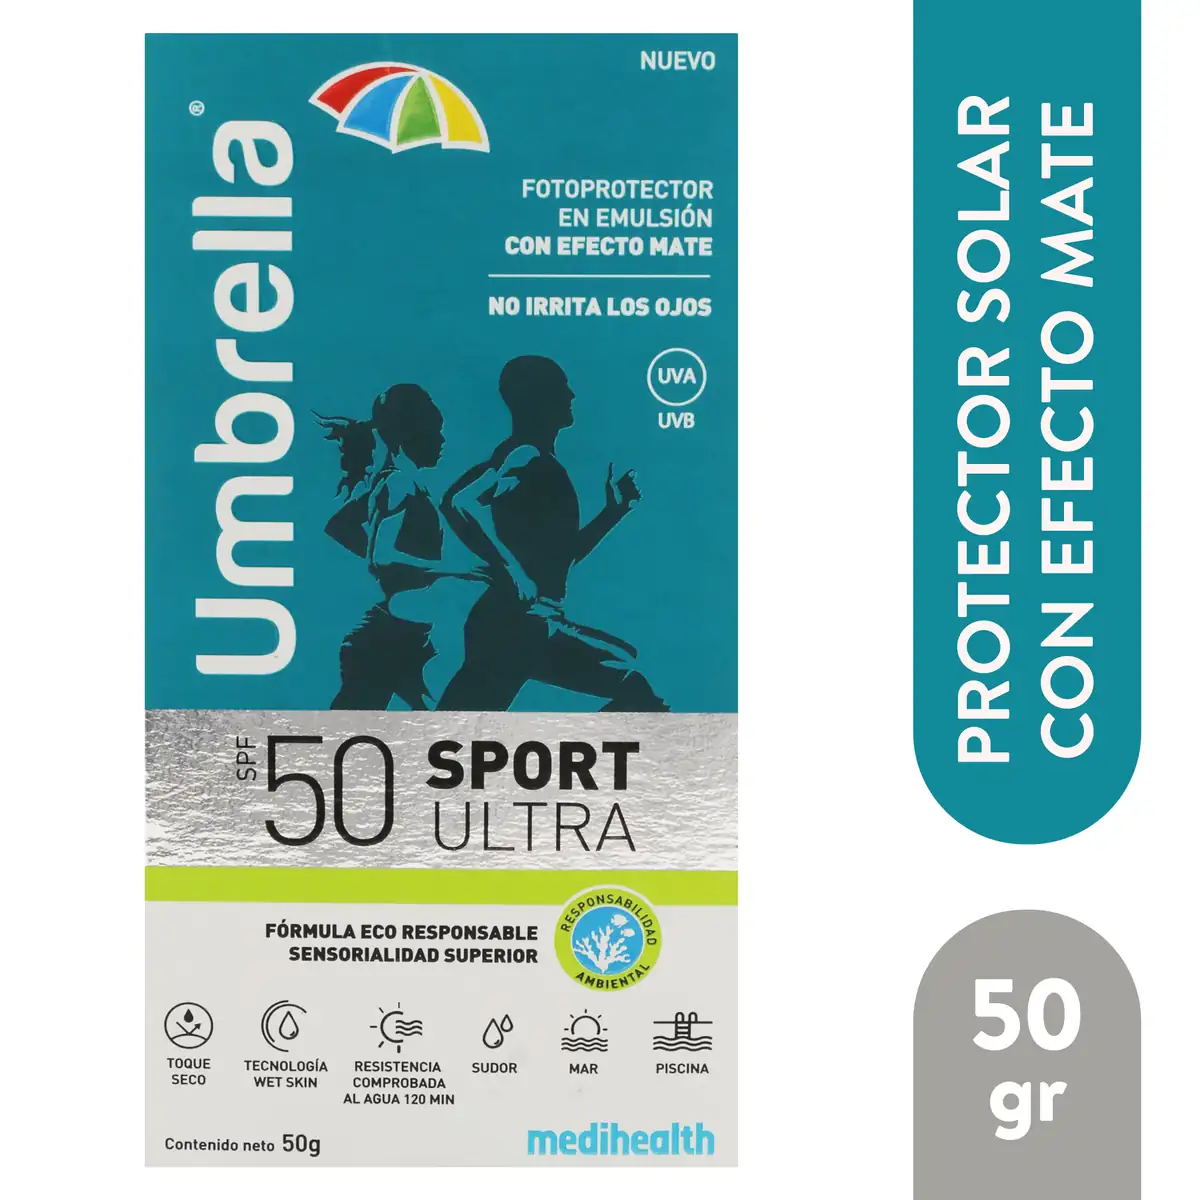 NUEVO
Umbrella®
FOTOPROTECTOR
EN EMULSIÓN
CON EFECTO MATE
NO IRRITA LOS OJOS
UVA
UVB
SPF
50 SPORT
ULTRA
FÓRMULA ECO RESPONSABLE
SENSORIALIDAD SUPERIOR
RESPONSABILIDAD
AMBIENTAL
TOQUE
SECO
TECNOLOGÍA
WET SKIN
RESISTENCIA
COMPROBADA
AL AGUA 120 MIN
SUDOR
MAR
PISCINA
Contenido neto 50g
medihealth
PROTECTOR SOLAR
CON EFECTO MATE
50
gr